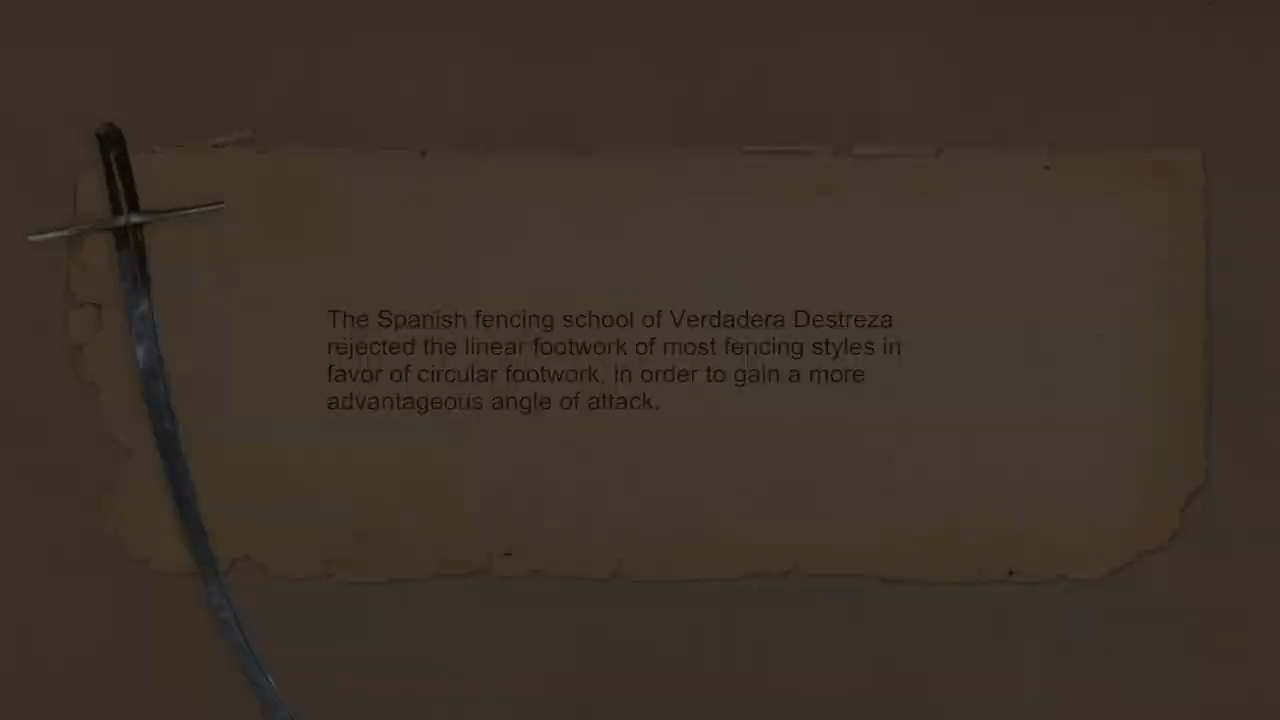 The Spanish fencing school of Verdadera Destreza
rejected the linear footwork of most fencing styles in
favor of circular footwork, in order to gain a more
advantageous angle of attack.